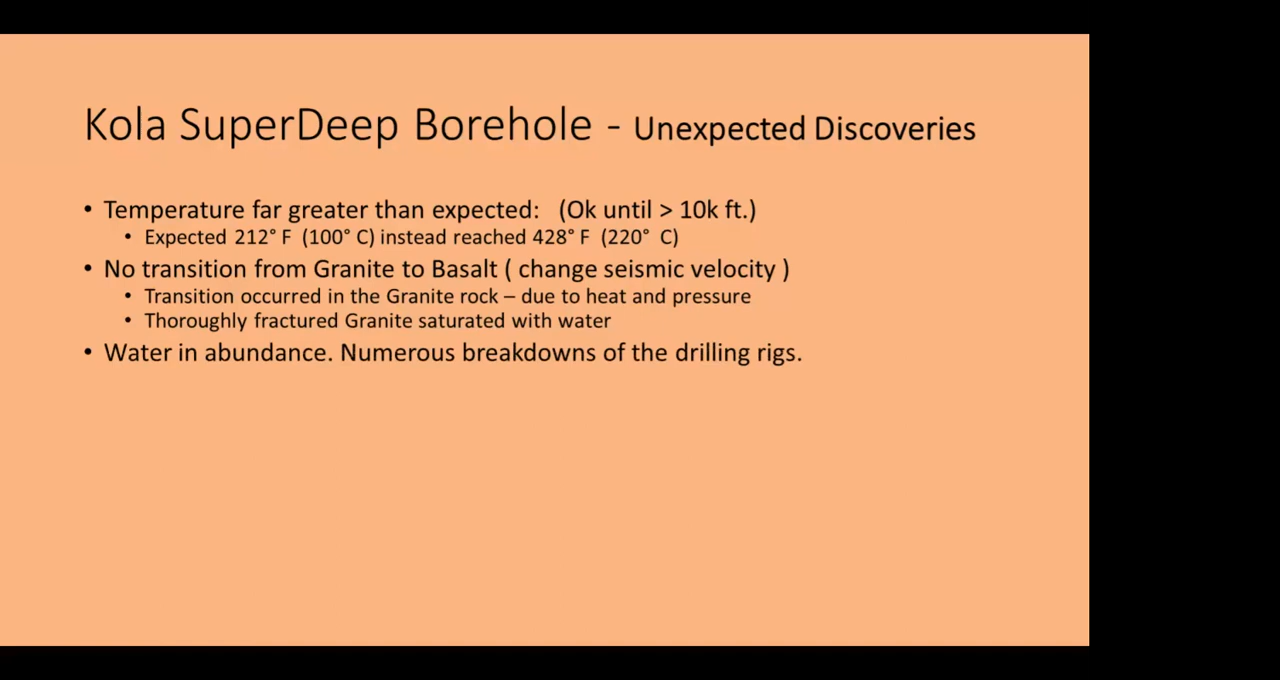 Kola SuperDeep Borehole - Unexpected Discoveries
• Temperature far greater than expected: (Ok until > 10k ft.)
• Expected 212° F (100° C) instead reached 428° F (220° C)
• No transition from Granite to Basalt ( change seismic velocity )
• Transition occurred in the Granite rock – due to heat and pressure
• Thoroughly fractured Granite saturated with water
• Water in abundance. Numerous breakdowns of the drilling rigs.